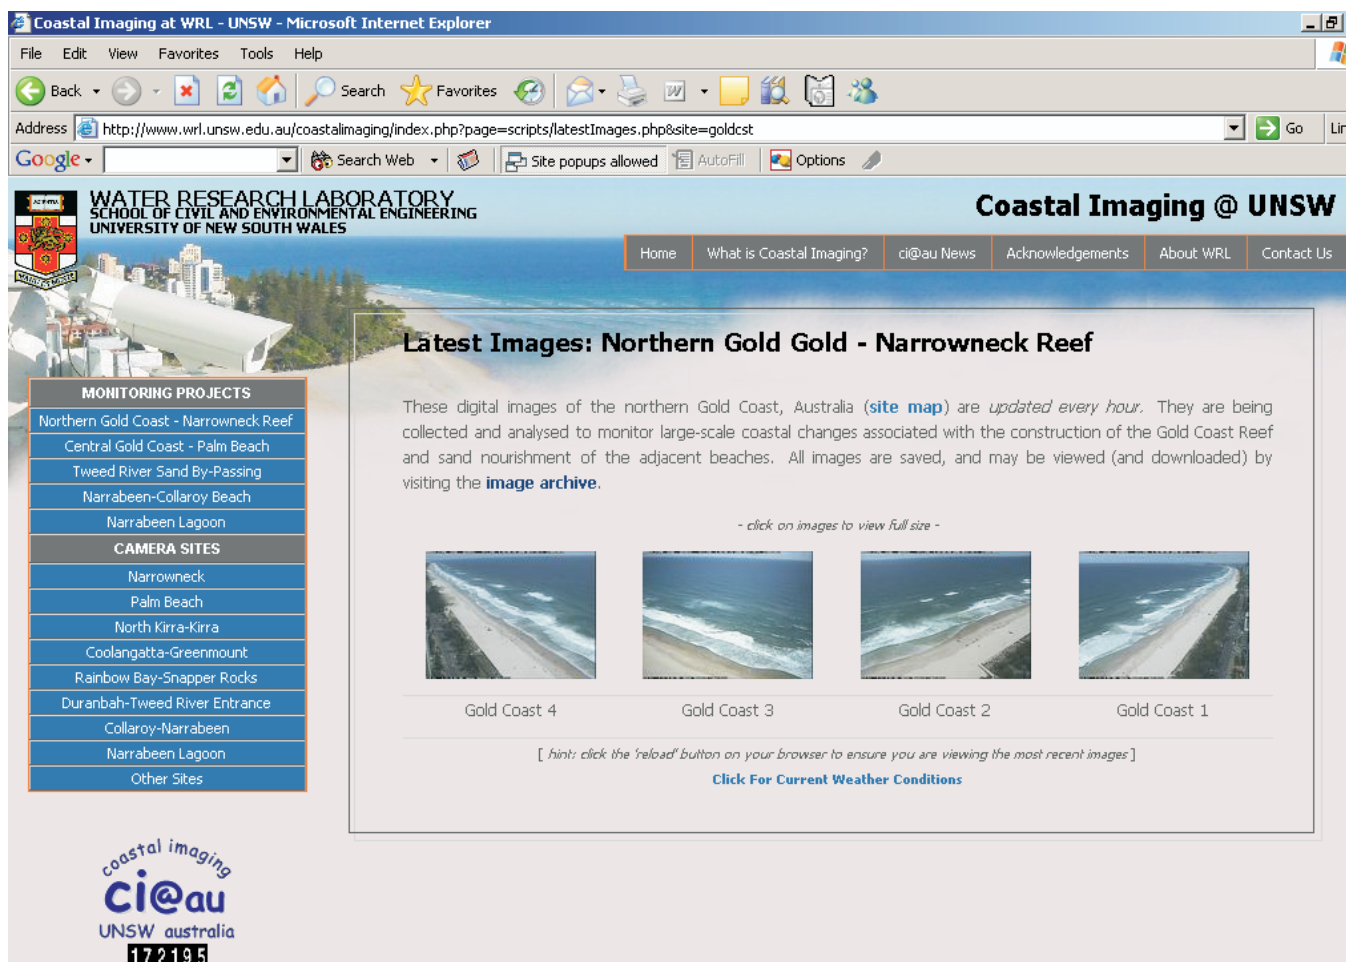 Coastal Imaging at WRL - UNSW - Microsoft Internet Explorer
File Edit View Favorites Tools Help
Back Search Favorites
Address http://www.wrl.unsw.edu.au/coastalimaging/index.php?page=scripts/latestImages.php&site=goldcst Go Lin
Google Search Web Site popups allowed AutoFill Options
WATER RESEARCH LABORATORY
SCHOOL OF CIVIL AND ENVIRONMENTAL ENGINEERING
UNIVERSITY OF NEW SOUTH WALES
Coastal Imaging @ UNSW
Home What is Coastal Imaging? ci@au News Acknowledgements About WRL Contact Us
Latest Images: Northern Gold Gold - Narrowneck Reef
These digital images of the northern Gold Coast, Australia (site map) are updated every hour. They are being
collected and analysed to monitor large-scale coastal changes associated with the construction of the Gold Coast Reef
and sand nourishment of the adjacent beaches. All images are saved, and may be viewed (and downloaded) by
visiting the image archive.
- click on images to view full size -
Gold Coast 4 Gold Coast 3 Gold Coast 2 Gold Coast 1
[ hint: click the 'reload' button on your browser to ensure you are viewing the most recent images ]
Click For Current Weather Conditions
MONITORING PROJECTS
Northern Gold Coast - Narrowneck Reef
Central Gold Coast - Palm Beach
Tweed River Sand By-Passing
Narrabeen-Collaroy Beach
Narrabeen Lagoon
CAMERA SITES
Narrowneck
Palm Beach
North Kirra-Kirra
Coolangatta-Greenmount
Rainbow Bay-Snapper Rocks
Duranbah-Tweed River Entrance
Collaroy-Narrabeen
Narrabeen Lagoon
Other Sites
coastal imaging
ci@au
UNSW australia
172195